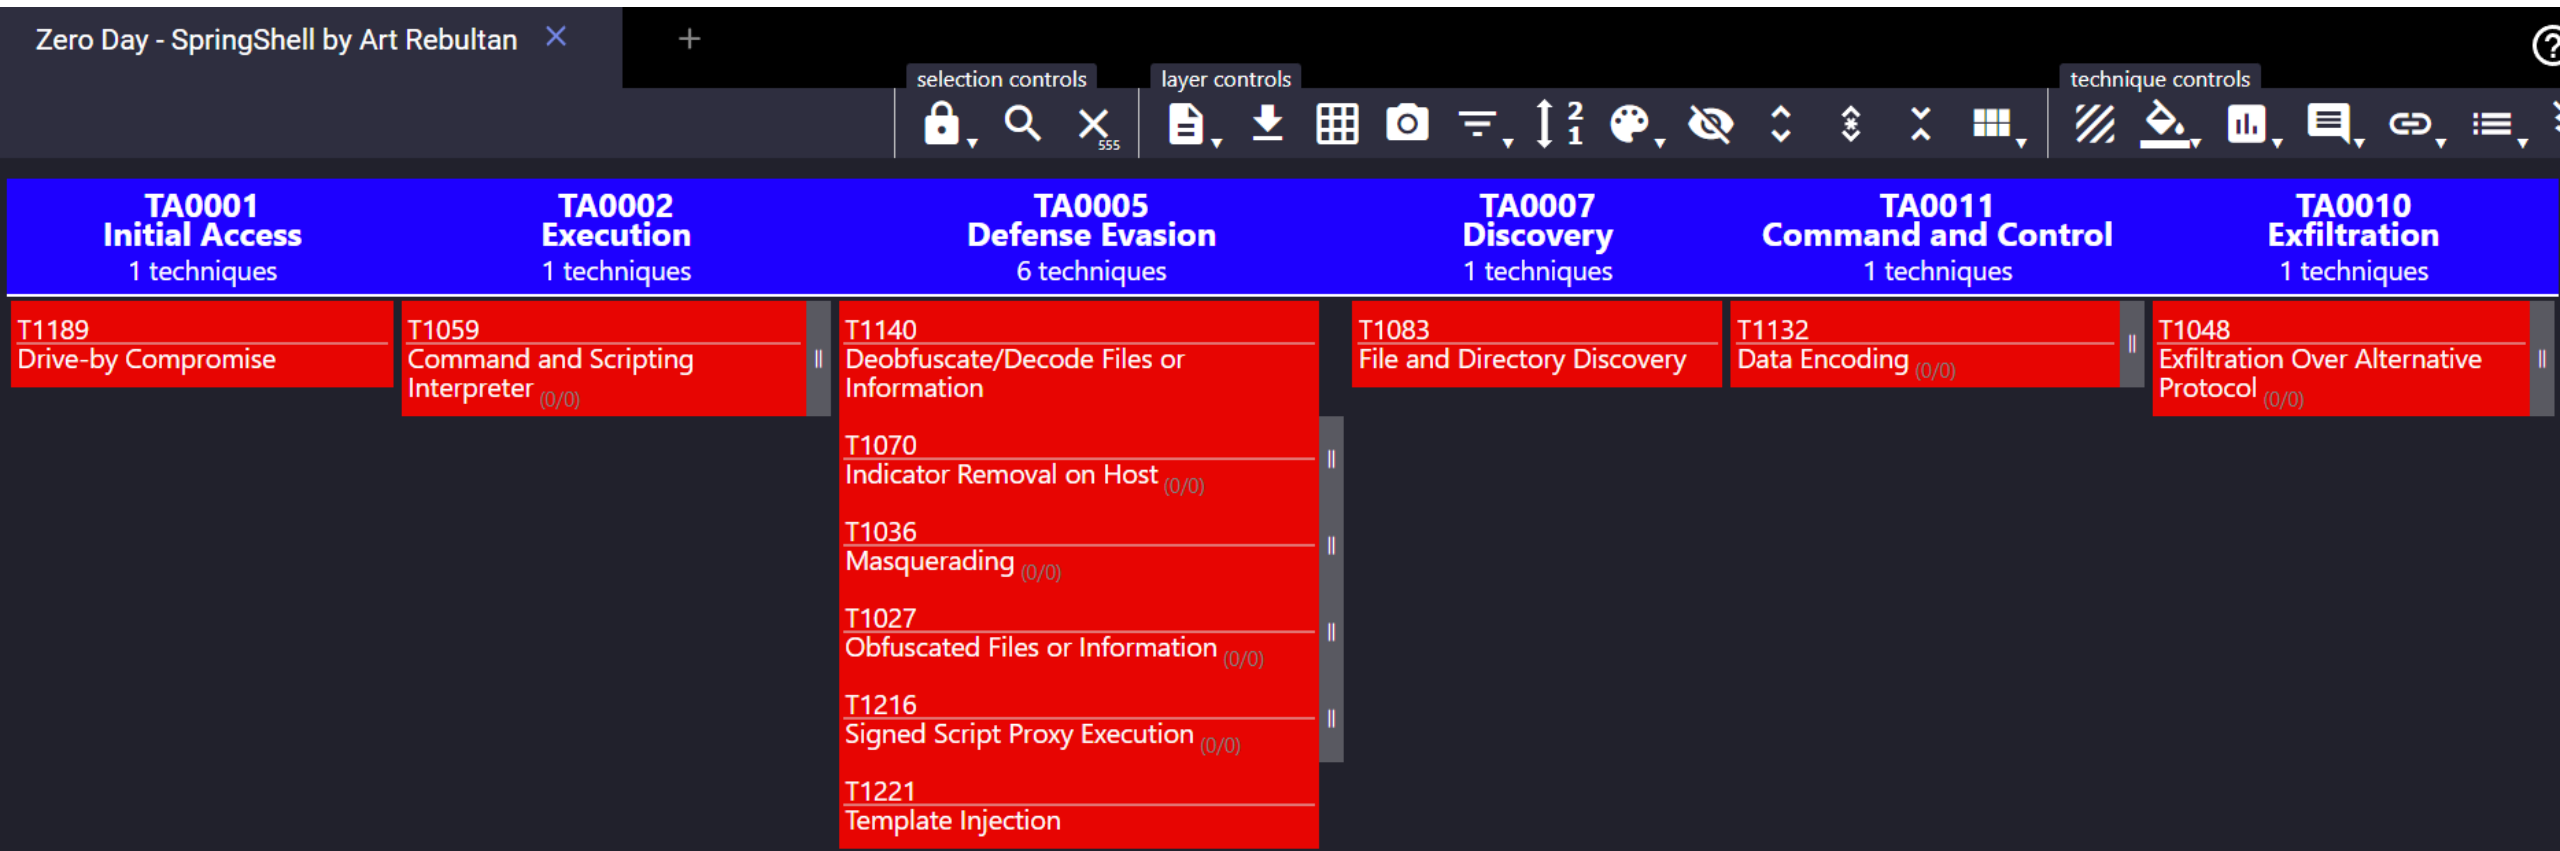 Zero Day - SpringShell by Art Rebultan
selection controls
layer controls
technique controls
555
2
1
TA0001
Initial Access
1 techniques
T1189
Drive-by Compromise
TA0002
Execution
1 techniques
T1059
Command and Scripting
Interpreter (0/0)
TA0005
Defense Evasion
6 techniques
T1140
Deobfuscate/Decode Files or
Information
T1070
Indicator Removal on Host (0/0)
T1036
Masquerading (0/0)
T1027
Obfuscated Files or Information (0/0)
T1216
Signed Script Proxy Execution (0/0)
T1221
Template Injection
TA0007
Discovery
1 techniques
T1083
File and Directory Discovery
TA0011
Command and Control
1 techniques
T1132
Data Encoding (0/0)
TA0010
Exfiltration
1 techniques
T1048
Exfiltration Over Alternative
Protocol (0/0)